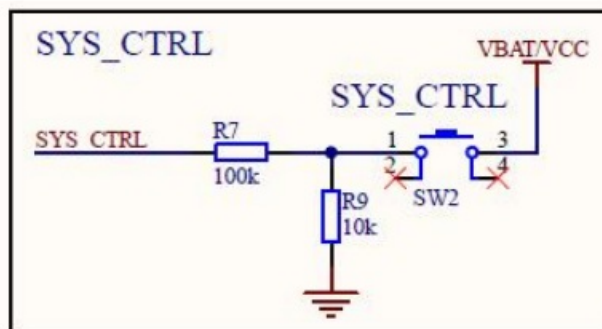 SYS_CTRL
VBAT/VCC
SYS_CTRL
SYS_CTRL
R7
100k
1
3
2
4
SW2
R9
10k